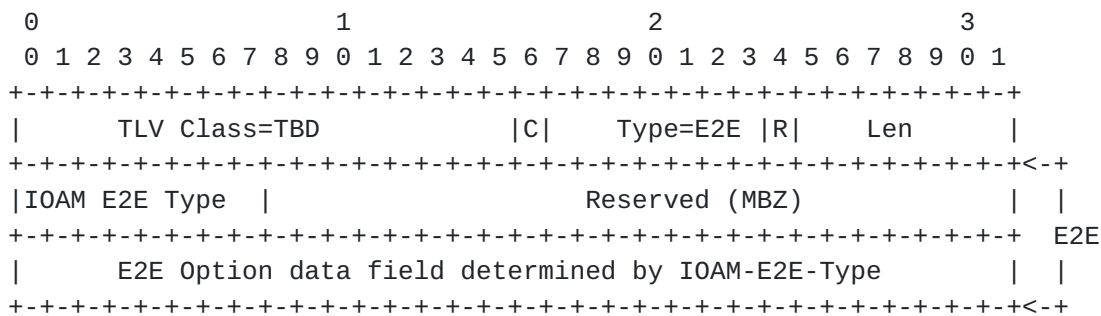 0                   1                   2                   3
 0 1 2 3 4 5 6 7 8 9 0 1 2 3 4 5 6 7 8 9 0 1 2 3 4 5 6 7 8 9 0 1
+-+-+-+-+-+-+-+-+-+-+-+-+-+-+-+-+-+-+-+-+-+-+-+-+-+-+-+-+-+-+-+-+
|       TLV Class=TBD             |C|    Type=E2E |R|    Len      |
+-+-+-+-+-+-+-+-+-+-+-+-+-+-+-+-+-+-+-+-+-+-+-+-+-+-+-+-+-+-+-+-+<-+
|IOAM E2E Type  |                    Reserved (MBZ)             |  |
+-+-+-+-+-+-+-+-+-+-+-+-+-+-+-+-+-+-+-+-+-+-+-+-+-+-+-+-+-+-+-+-+  E2E
|       E2E Option data field determined by IOAM-E2E-Type       |  |
+-+-+-+-+-+-+-+-+-+-+-+-+-+-+-+-+-+-+-+-+-+-+-+-+-+-+-+-+-+-+-+-+<-+